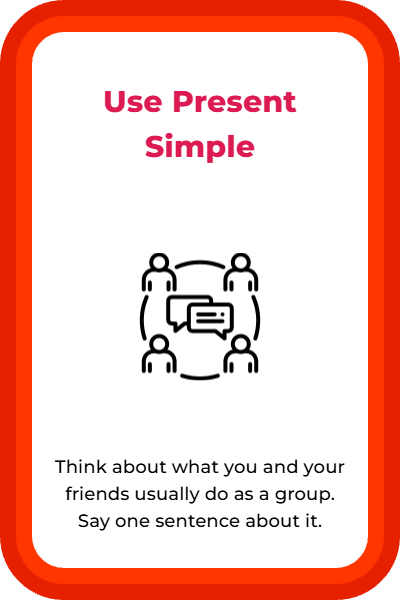 Use Present
Simple
Think about what you and your
friends usually do as a group.
Say one sentence about it.